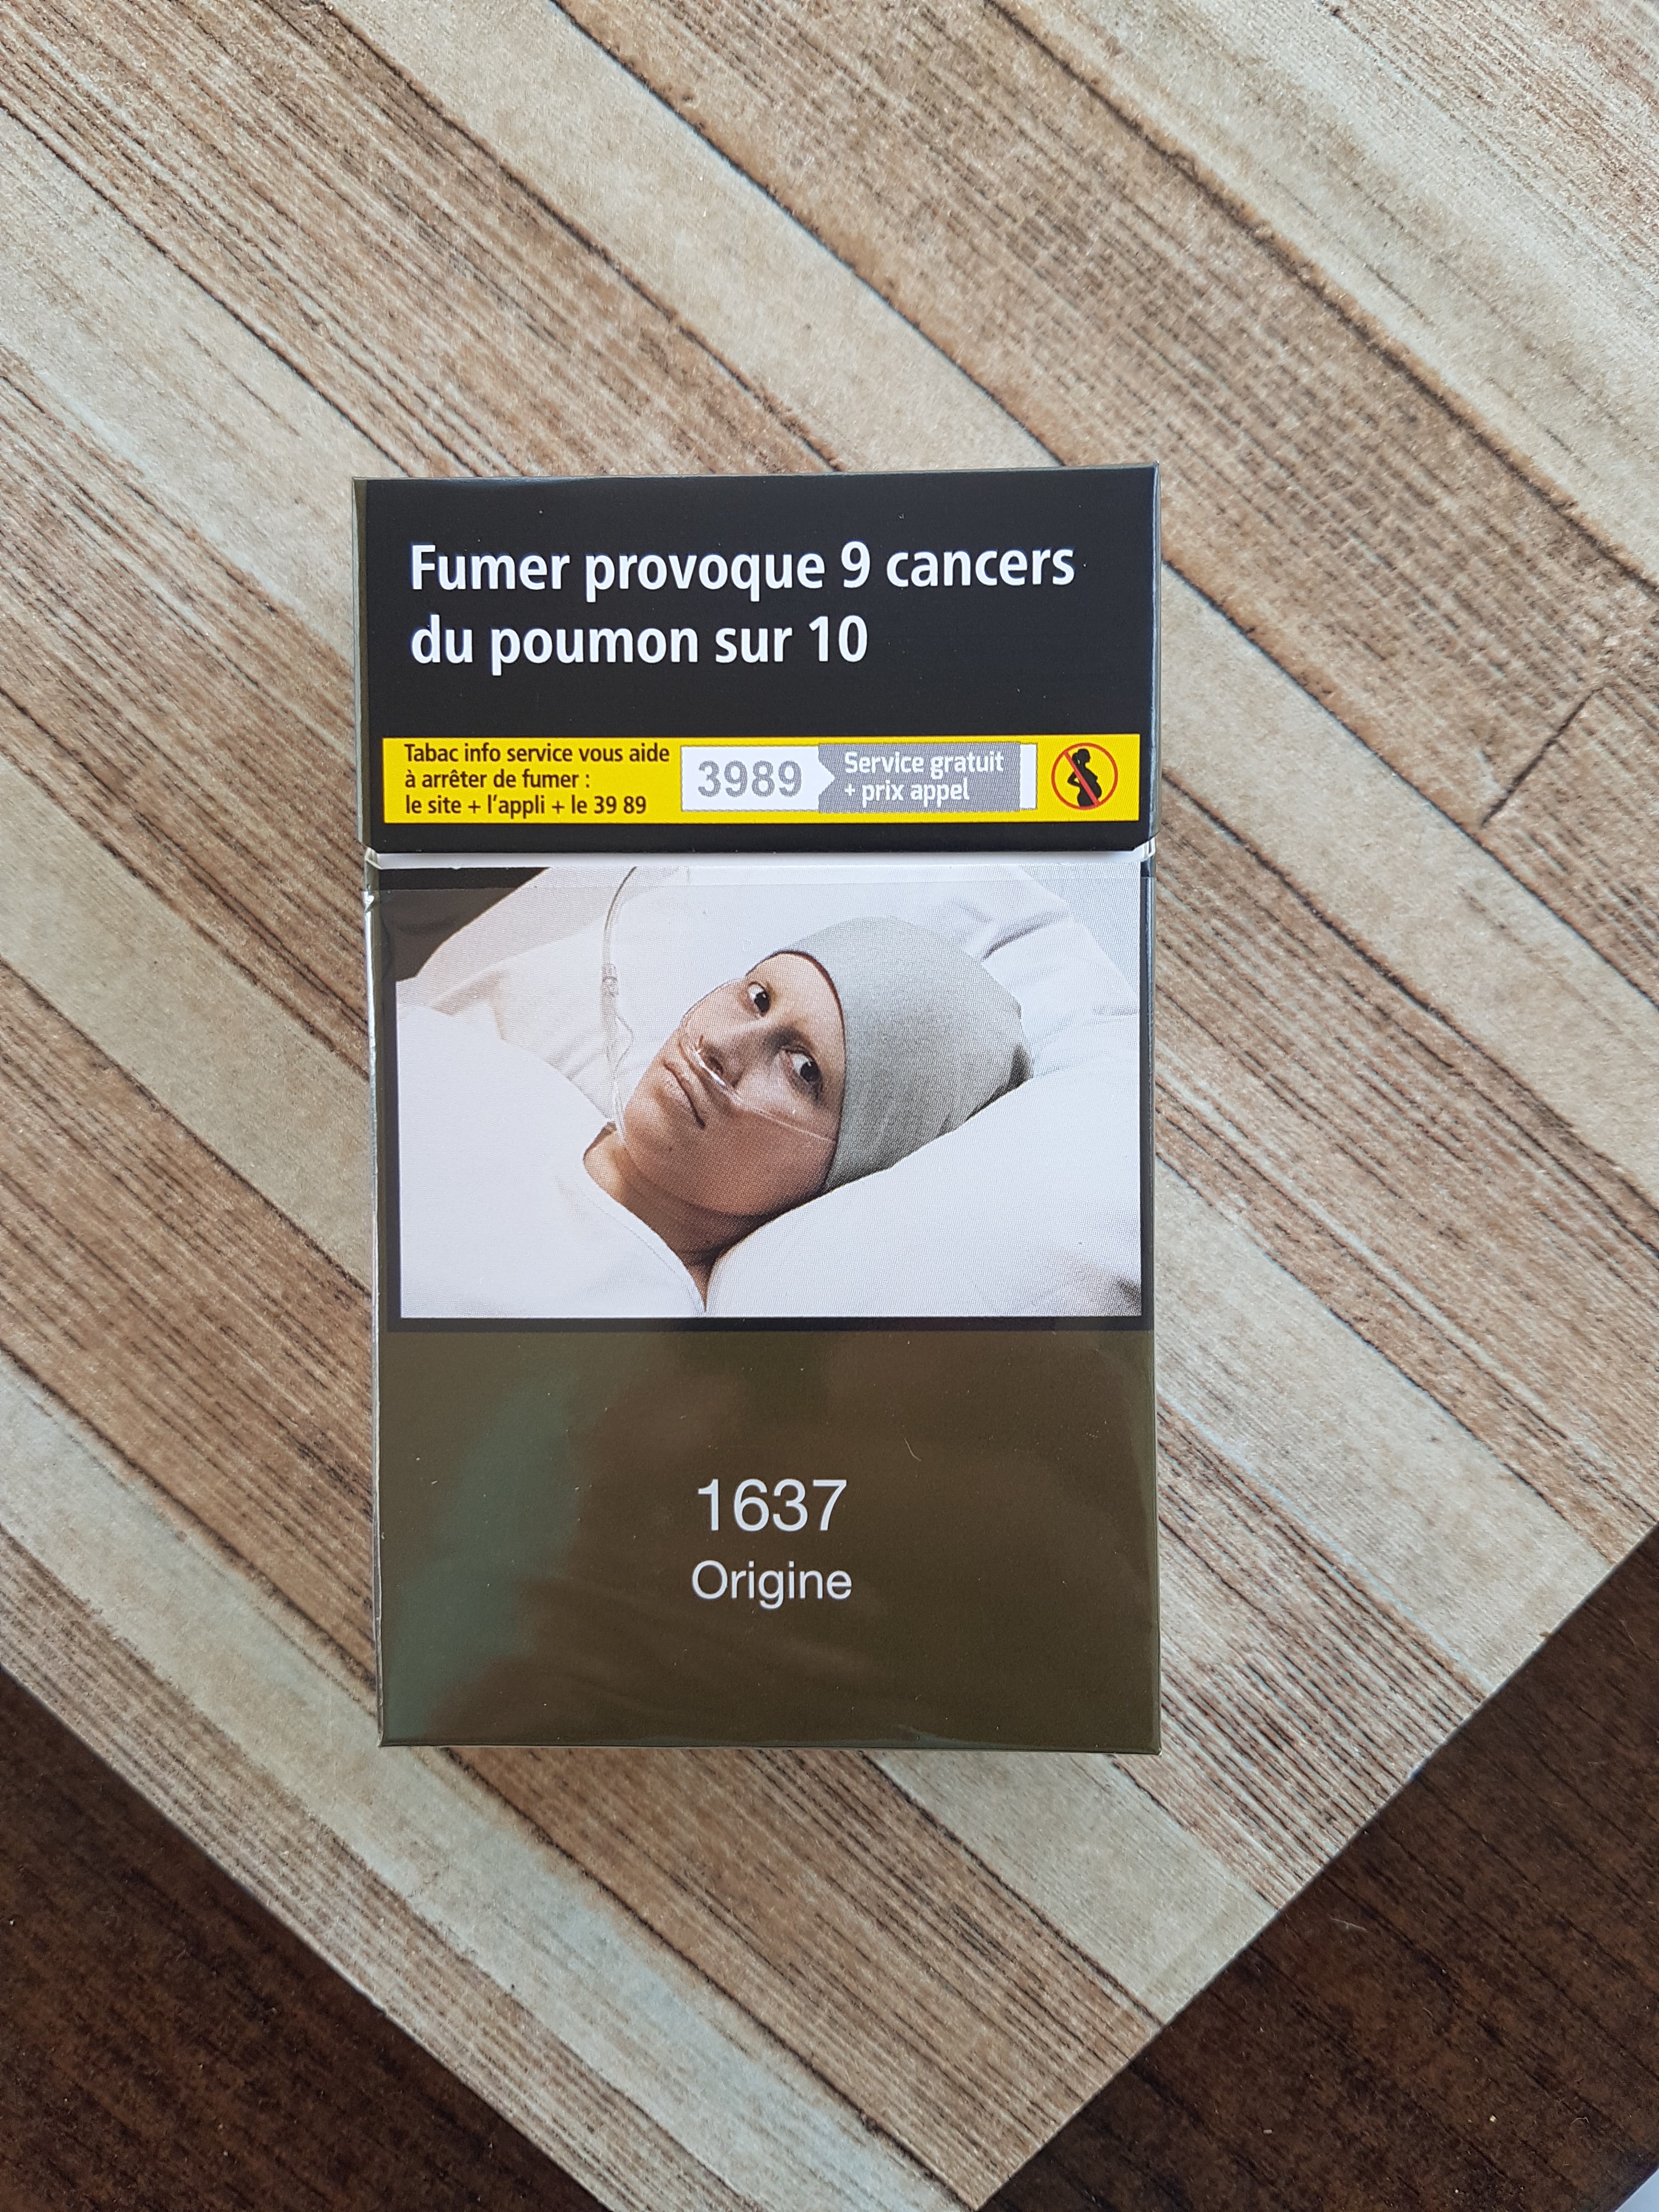 Fumer provoque 9 cancers
du poumon sur 10
Tabac info service vous aide
à arrêter de fumer :
le site + l'appli + le 39 89
3989
Service gratuit
+ prix appel
1637
Origine